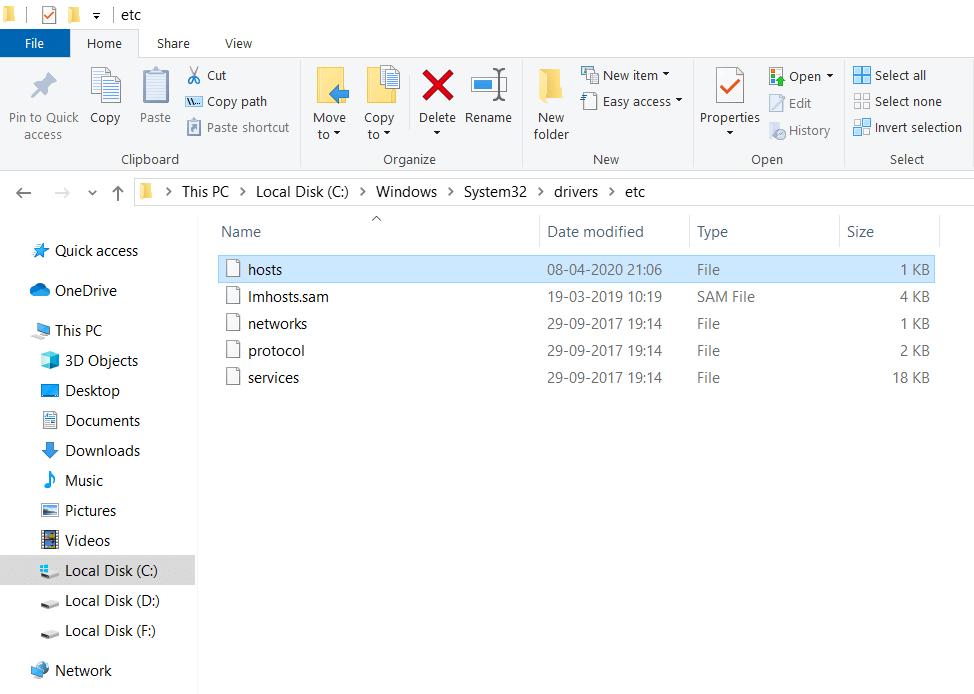 etc
File Home Share View
Pin to Quick access
Copy
Paste
Cut
Copy path
Paste shortcut
Clipboard
Move to
Copy to
Delete
Rename
Organize
New folder
New item
Easy access
New
Properties
Open
Edit
History
Open
Select all
Select none
Invert selection
Select
This PC > Local Disk (C:) > Windows > System32 > drivers > etc
Name Date modified Type Size
Quick access
OneDrive
This PC
3D Objects
Desktop
Documents
Downloads
Music
Pictures
Videos
Local Disk (C:)
Local Disk (D:)
Local Disk (F:)
Network
hosts 08-04-2020 21:06 File 1 KB
lmhosts.sam 19-03-2019 10:19 SAM File 4 KB
networks 29-09-2017 19:14 File 1 KB
protocol 29-09-2017 19:14 File 2 KB
services 29-09-2017 19:14 File 18 KB